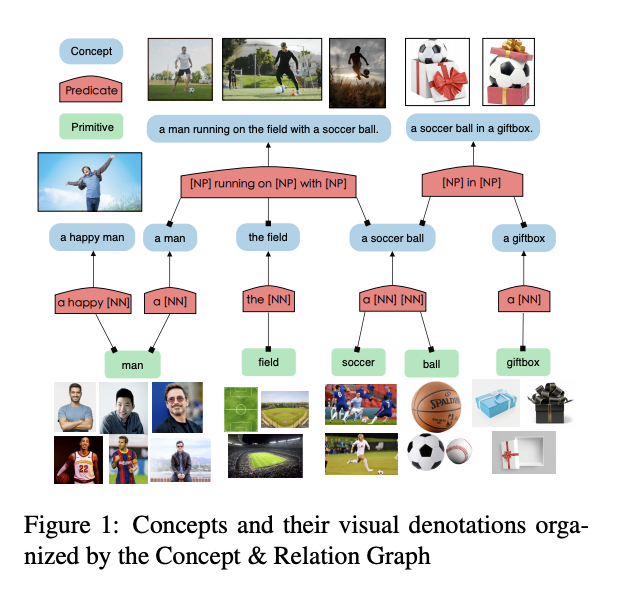 Concept
Predicate
Primitive
a man running on the field with a soccer ball.
a soccer ball in a giftbox.
[NP] running on [NP] with [NP]
[NP] in [NP]
a happy man
a man
the field
a soccer ball
a giftbox
a happy [NN]
a [NN]
the [NN]
a [NN] [NN]
a [NN]
man
field
soccer
ball
giftbox
SPALDING
22
Figure 1: Concepts and their visual denotations orga-
nized by the Concept & Relation Graph